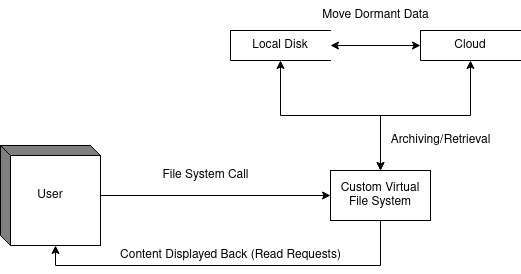 Move Dormant Data
Local Disk
Cloud
Archiving/Retrieval
File System Call
User
Custom Virtual
File System
Content Displayed Back (Read Requests)